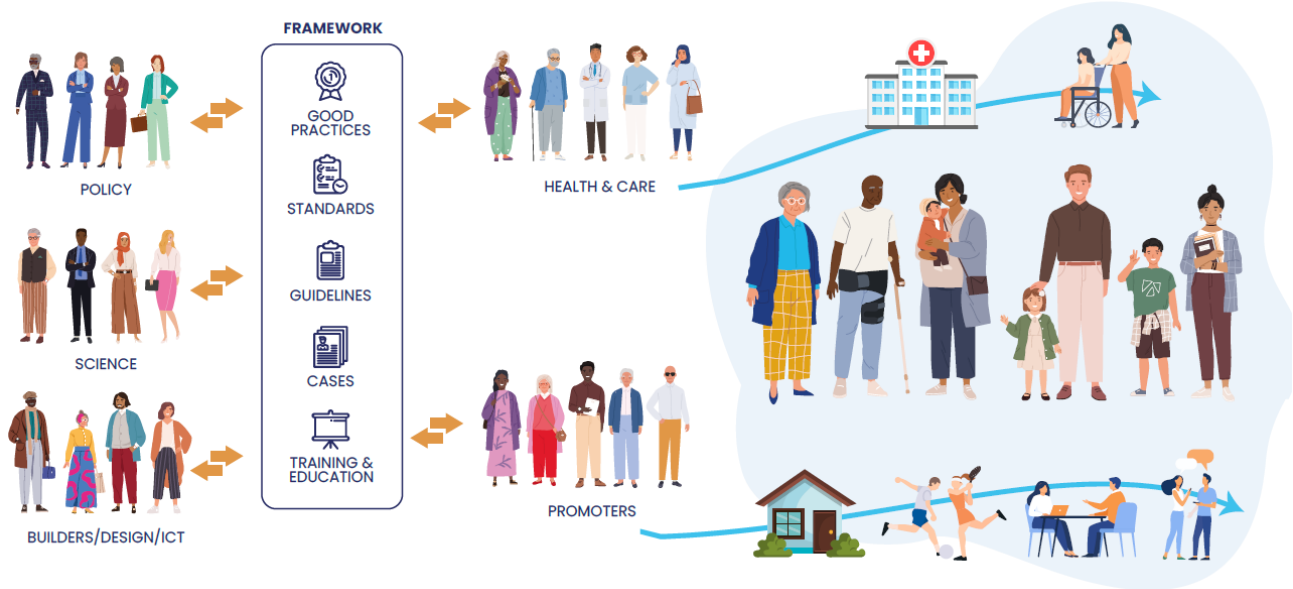 FRAMEWORK
GOOD
PRACTICES
STANDARDS
GUIDELINES
CASES
TRAINING &
EDUCATION
POLICY
SCIENCE
BUILDERS/DESIGN/ICT
HEALTH & CARE
PROMOTERS